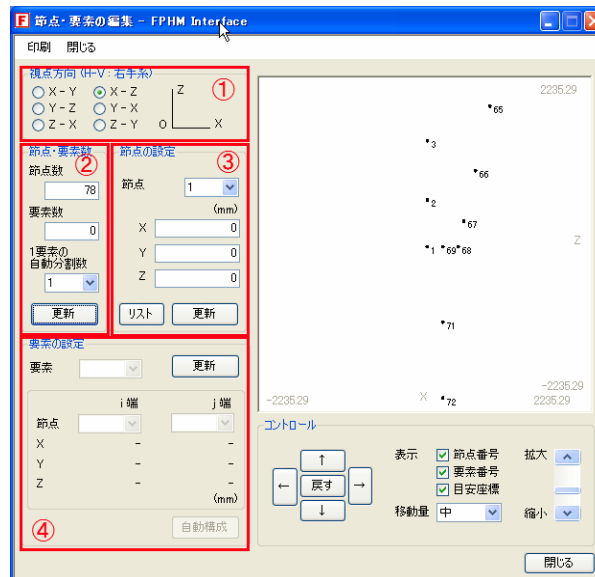 節点・要素の編集 - FPHM Interface
印刷 閉じる
視点方向 (H-V : 右手系)
①
X - Y X - Z
Y - Z Y - X
Z - X Z - Y
Z
O X
節点・要素数
②
節点数
78
要素数
0
1要素の
自動分割数
1
更新
節点の設定
③
節点 1
(mm)
X 0
Y 0
Z 0
リスト 更新
要素の設定
要素 更新
i 端 j 端
節点
X - -
Y - -
Z - -
(mm)
④
自動構成
2235.29
65
3
66
2
67
Z
1 69 68
71
-2235.29
-2235.29 X 72 2235.29
コントロール
↑
← 戻す →
↓
表示 節点番号
要素番号
目安座標
移動量 中
拡大
縮小
閉じる